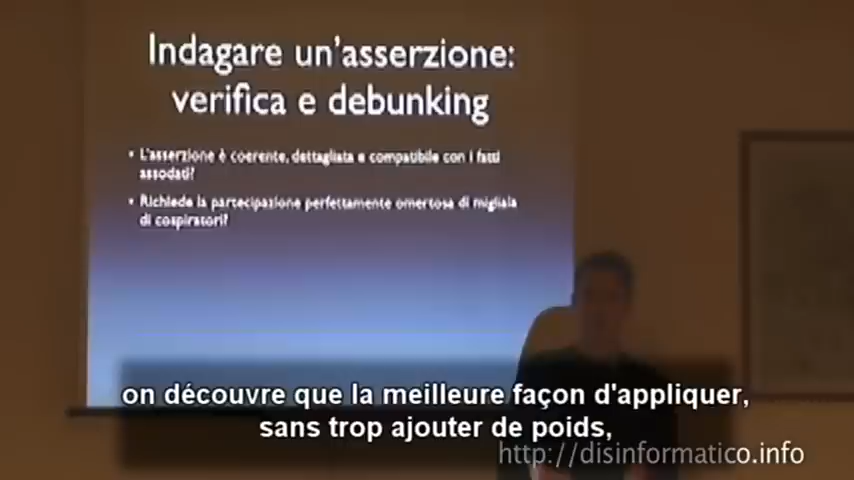 Indagare un'asserzione:
verifica e debunking
• L'asserzione è coerente, dettagliata e compatibile con i fatti
assodati?
• Richiede la partecipazione perfettamente omertosa di migliaia
di cospiratori?
on découvre que la meilleure façon d'appliquer,
sans trop ajouter de poids,
http://disinformatico.info